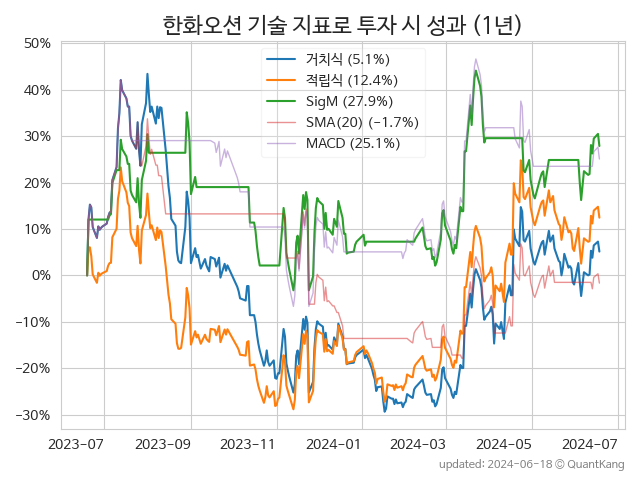 한화오션 기술 지표로 투자 시 성과 (1년)
50%
40%
30%
20%
10%
0%
−10%
−20%
−30%
거치식 (5.1%)
적립식 (12.4%)
SigM (27.9%)
SMA(20) (−1.7%)
MACD (25.1%)
2023-07 2023-09 2023-11 2024-01 2024-03 2024-05 2024-07
updated: 2024-06-18 © QuantKang